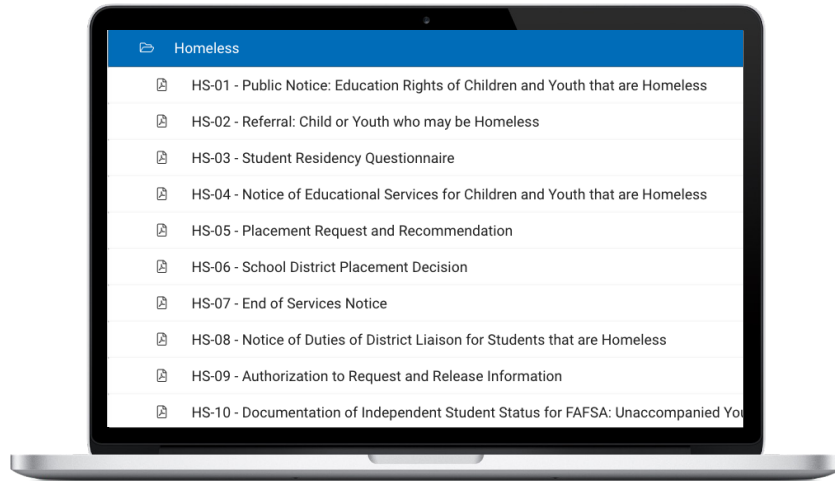 Homeless
HS-01 - Public Notice: Education Rights of Children and Youth that are Homeless
HS-02 - Referral: Child or Youth who may be Homeless
HS-03 - Student Residency Questionnaire
HS-04 - Notice of Educational Services for Children and Youth that are Homeless
HS-05 - Placement Request and Recommendation
HS-06 - School District Placement Decision
HS-07 - End of Services Notice
HS-08 - Notice of Duties of District Liaison for Students that are Homeless
HS-09 - Authorization to Request and Release Information
HS-10 - Documentation of Independent Student Status for FAFSA: Unaccompanied